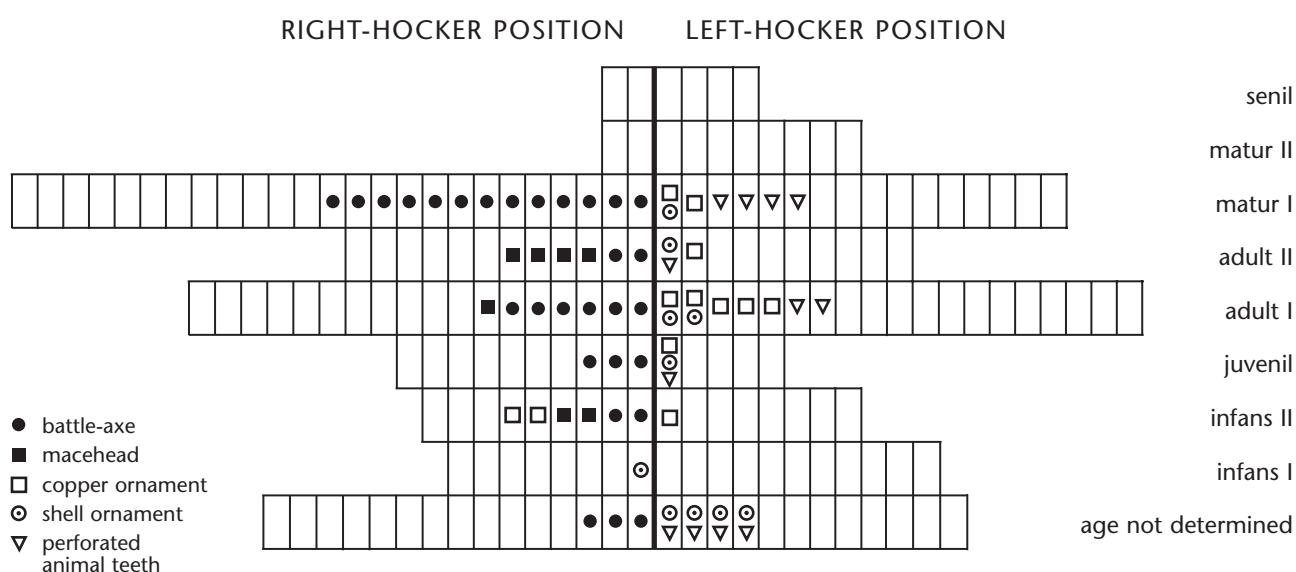 RIGHT-HOCKER POSITION LEFT-HOCKER POSITION
senil
matur II
matur I
adult II
adult I
juvenil
infans II
infans I
age not determined
battle-axe
macehead
copper ornament
shell ornament
perforated
animal teeth